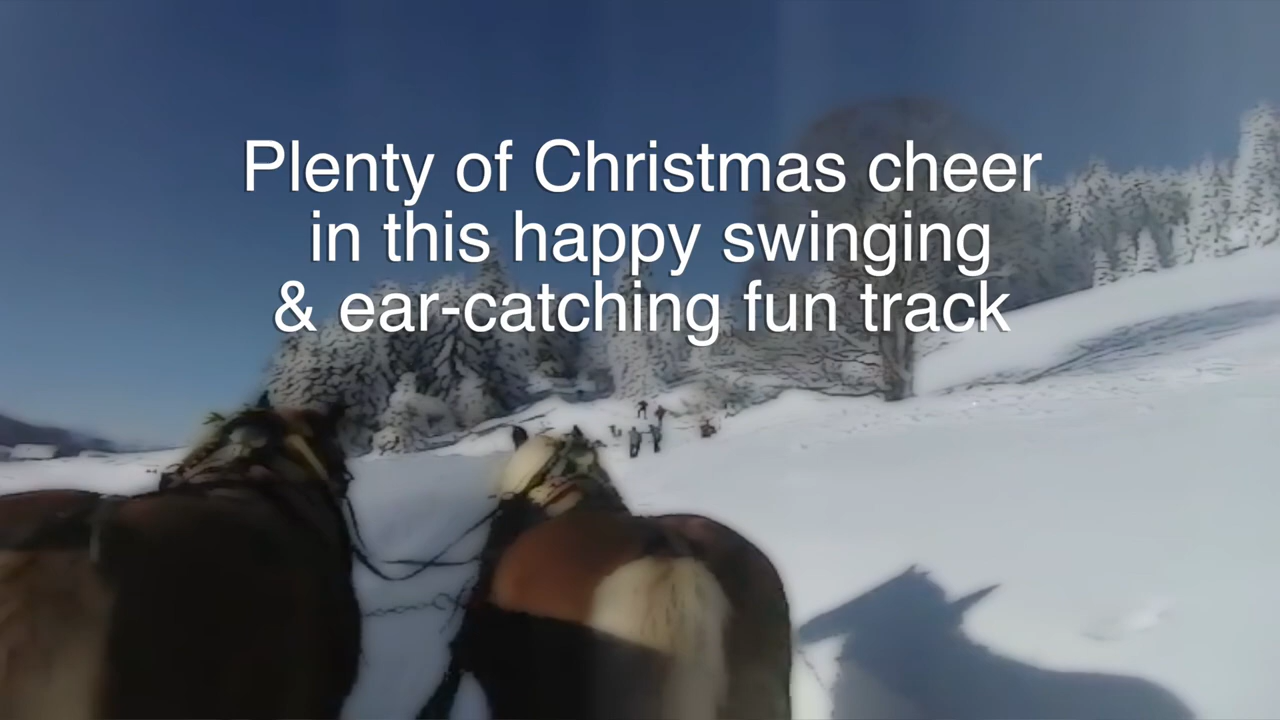 Plenty of Christmas cheer
in this happy swinging
& ear-catching fun track